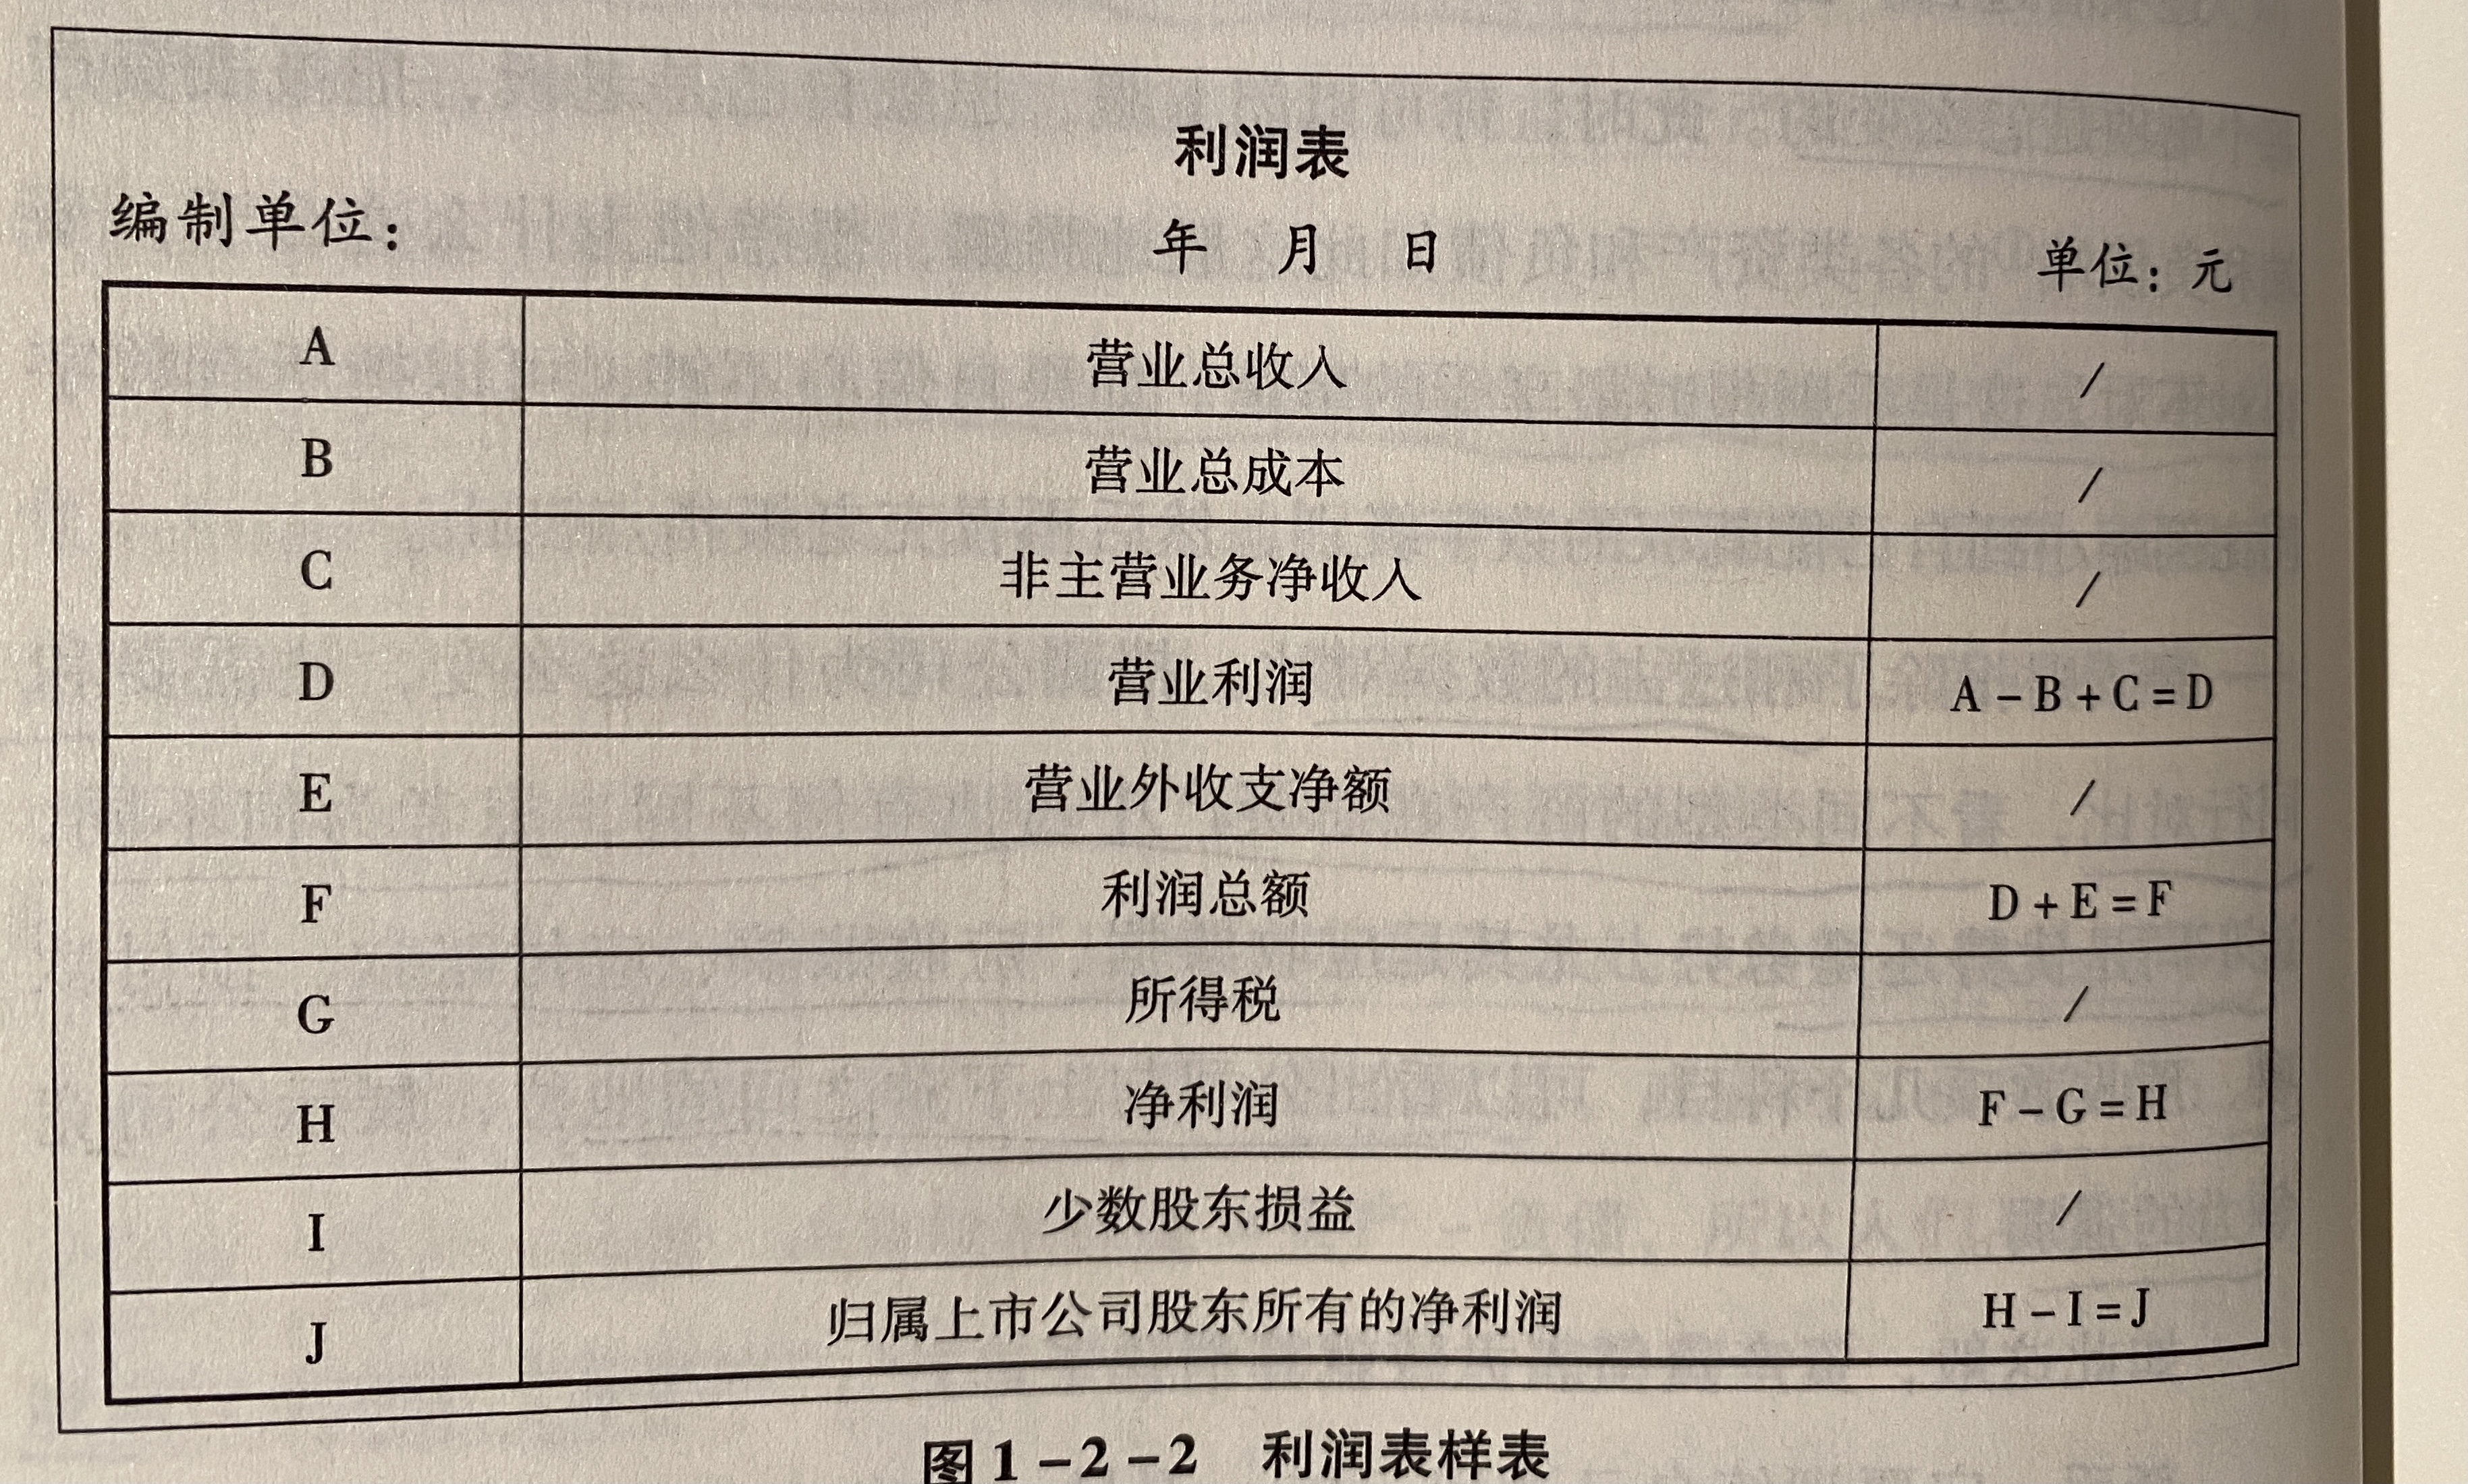 利润表
编制单位： 年 月 日 单位：元
A 营业总收入 /
B 营业总成本 /
C 非主营业务净收入 /
D 营业利润 A－B＋C＝D
E 营业外收支净额 /
F 利润总额 D＋E＝F
G 所得税 /
H 净利润 F－G＝H
I 少数股东损益 /
J 归属上市公司股东所有的净利润 H－I＝J
图1－2－2 利润表样表